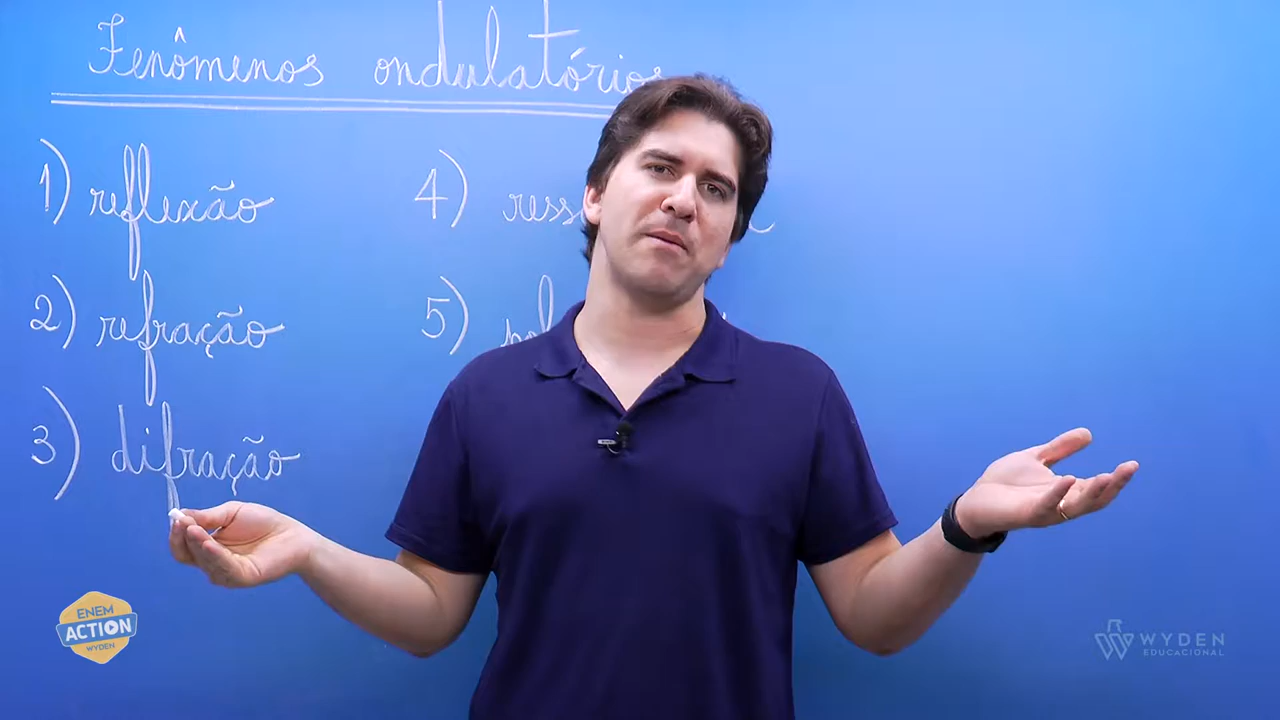 Fenômenos ondulatórios
1) reflexão
2) refração
3) difração
4)
5)
ENEM
ACTION
WYDEN
WYDEN
EDUCACIONAL